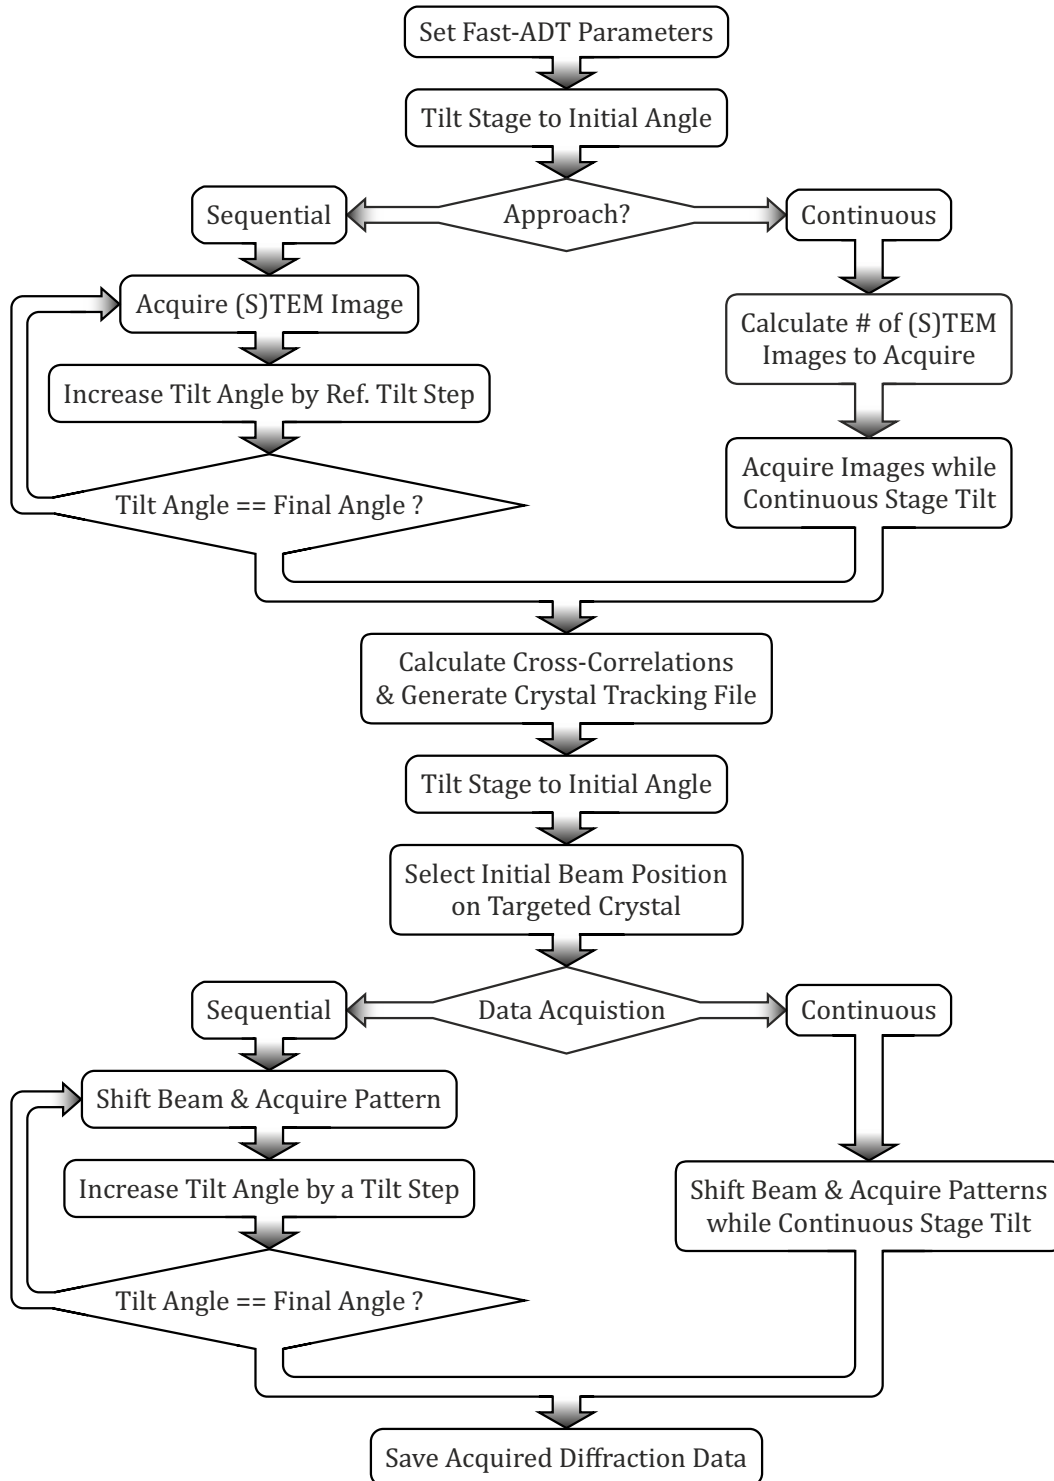 Set Fast-ADT Parameters
Tilt Stage to Initial Angle
Approach?
Sequential
Continuous
Acquire (S)TEM Image
Calculate # of (S)TEM
Images to Acquire
Increase Tilt Angle by Ref. Tilt Step
Acquire Images while
Continuous Stage Tilt
Tilt Angle == Final Angle ?
Calculate Cross-Correlations
& Generate Crystal Tracking File
Tilt Stage to Initial Angle
Select Initial Beam Position
on Targeted Crystal
Data Acquistion
Sequential
Continuous
Shift Beam & Acquire Pattern
Increase Tilt Angle by a Tilt Step
Shift Beam & Acquire Patterns
while Continuous Stage Tilt
Tilt Angle == Final Angle ?
Save Acquired Diffraction Data